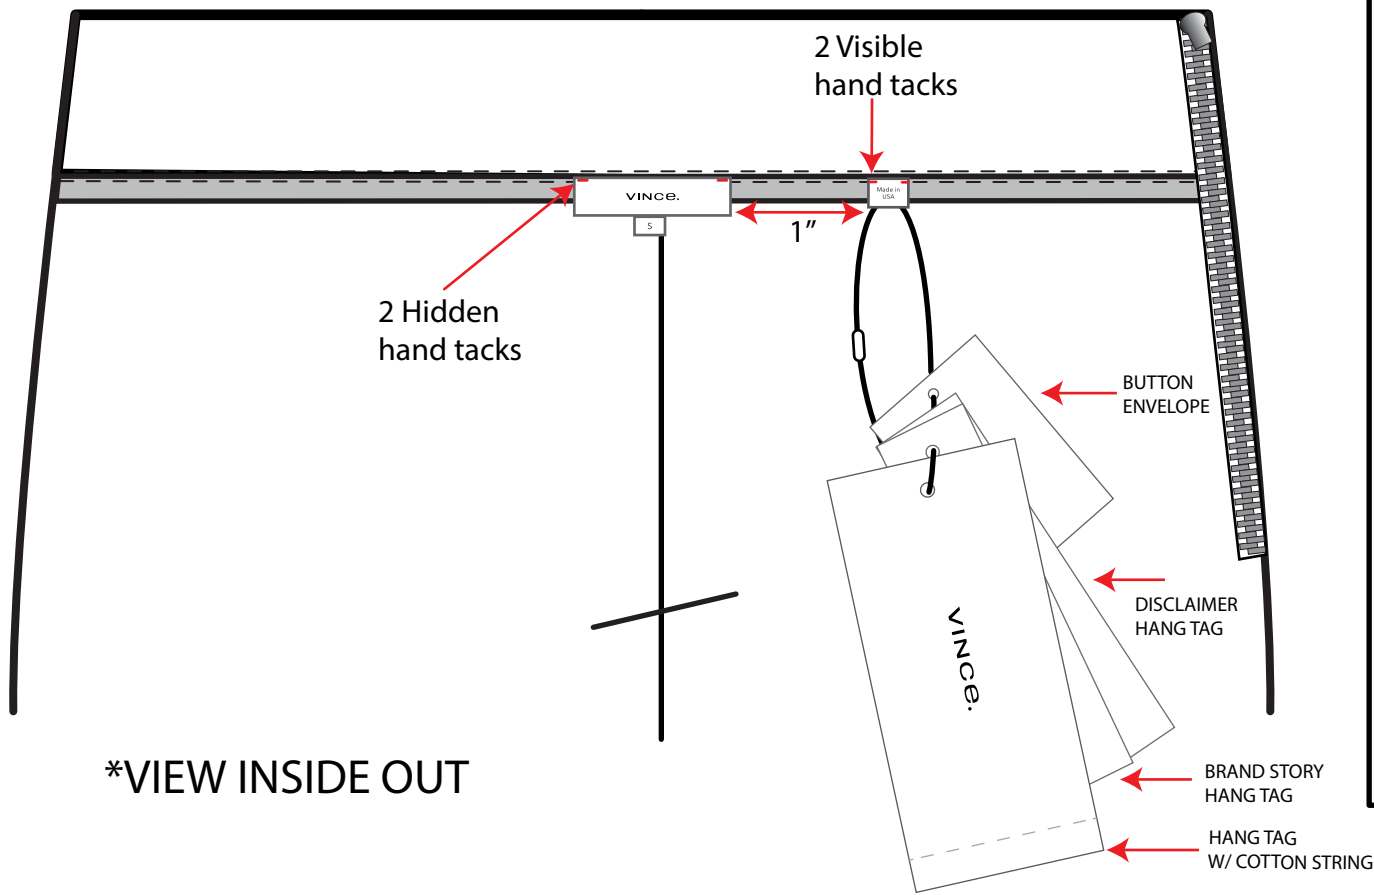 2 Visible
hand tacks
VINCE.
Made in
USA
S
1”
2 Hidden
hand tacks
BUTTON
ENVELOPE
DISCLAIMER
HANG TAG
VINCE.
*VIEW INSIDE OUT
BRAND STORY
HANG TAG
HANG TAG
W/ COTTON STRING